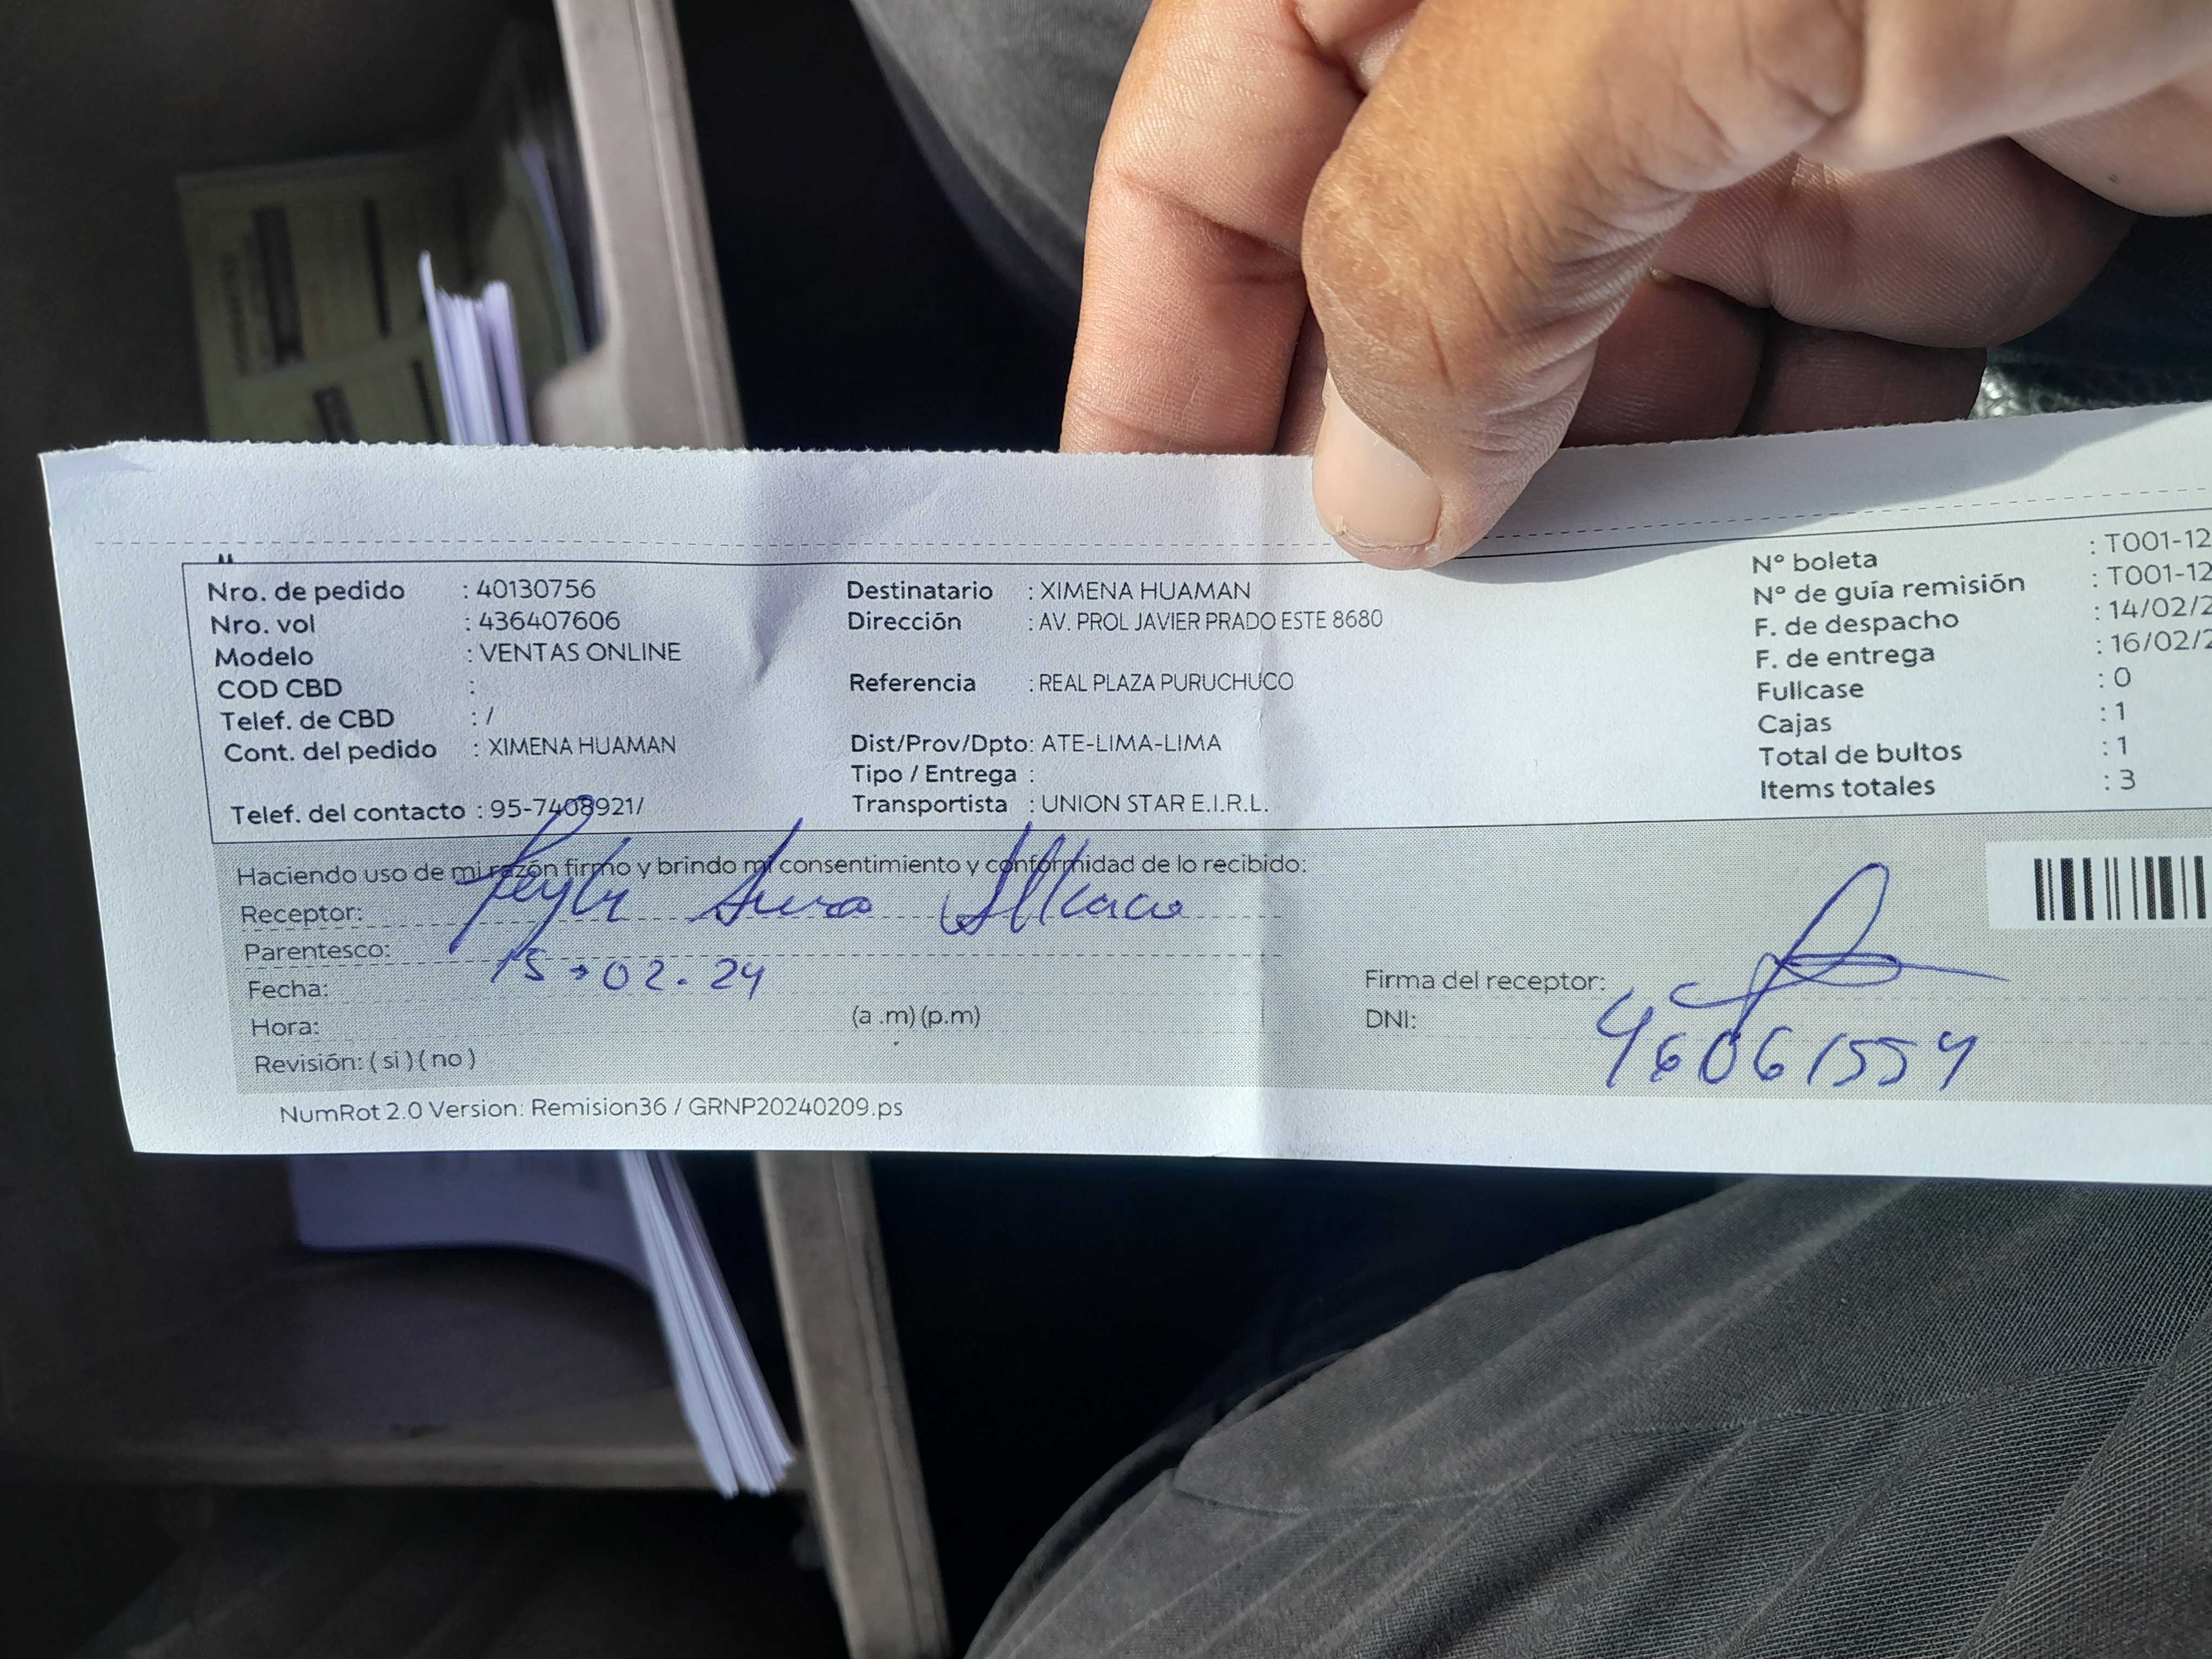 Nro. de pedido : 40130756
Nro. vol : 436407606
Modelo : VENTAS ONLINE
COD CBD :
Telef. de CBD : /
Cont. del pedido : XIMENA HUAMAN
Telef. del contacto : 95-7408921/
Destinatario : XIMENA HUAMAN
Dirección : AV. PROL JAVIER PRADO ESTE 8680
Referencia : REAL PLAZA PURUCHUCO
Dist/Prov/Dpto: ATE-LIMA-LIMA
Tipo / Entrega :
Transportista : UNION STAR E.I.R.L.
N° boleta : T001-12
N° de guía remisión : T001-12
F. de despacho : 14/02/2
F. de entrega : 16/02/2
Fullcase : 0
Cajas : 1
Total de bultos : 1
Items totales : 3
Haciendo uso de mi razón firmo y brindo mi consentimiento y conformidad de lo recibido:
Receptor:
Parentesco:
Fecha: 15-02-24
Hora: (a .m) (p.m)
Revisión: ( si ) ( no )
Firma del receptor:
DNI: 46061554
NumRot 2.0 Version: Remision36 / GRNP20240209.ps